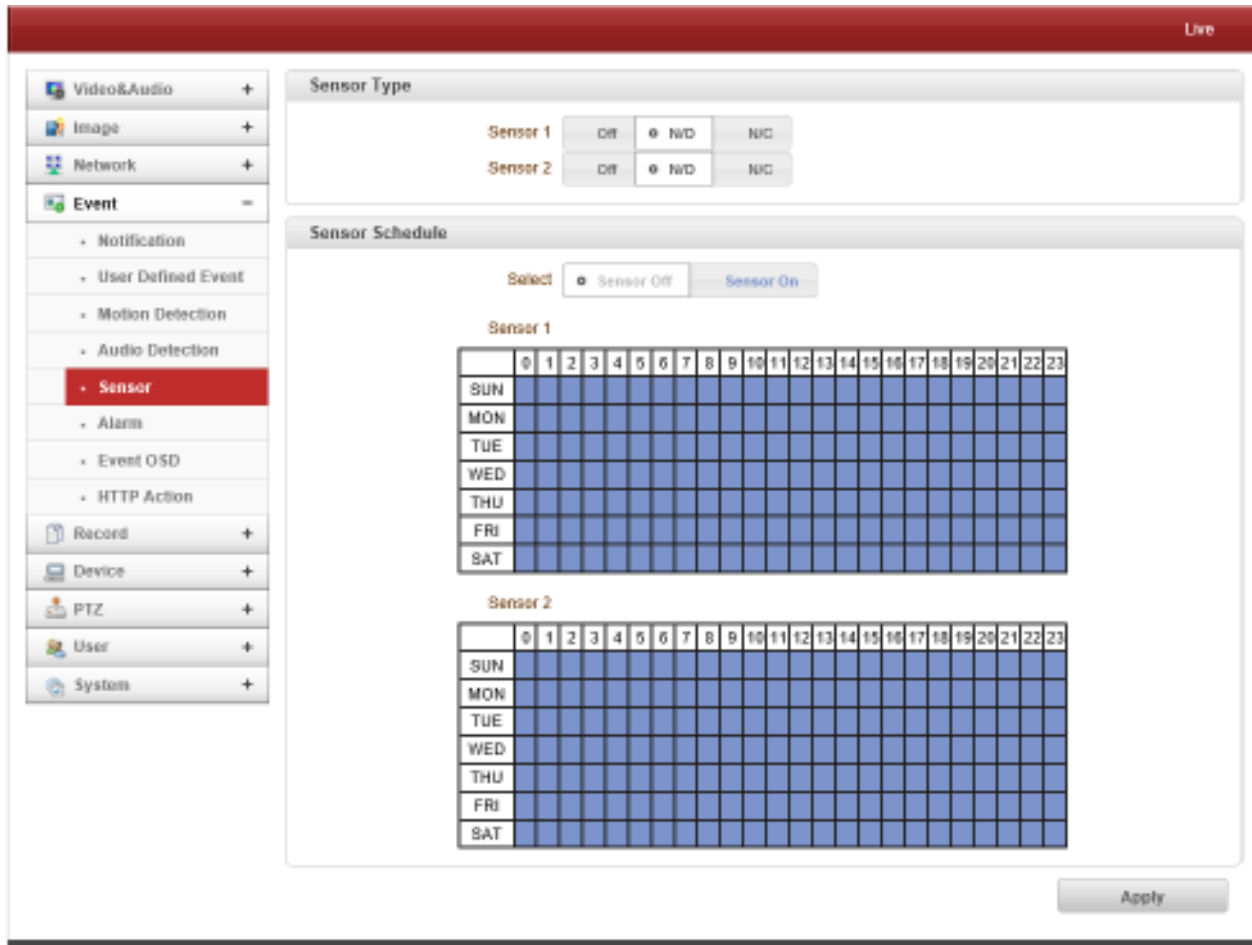 Live
Video&Audio +
Image +
Network +
Event -
Notification
User Defined Event
Motion Detection
Audio Detection
Sensor
Alarm
Event OSD
HTTP Action
Record +
Device +
PTZ +
User +
System +
Sensor Type
Sensor 1 Off N/O N/C
Sensor 2 Off N/O N/C
Sensor Schedule
Select Sensor Off Sensor On
Sensor 1
0 1 2 3 4 5 6 7 8 9 10 11 12 13 14 15 16 17 18 19 20 21 22 23
SUN
MON
TUE
WED
THU
FRI
SAT
Sensor 2
0 1 2 3 4 5 6 7 8 9 10 11 12 13 14 15 16 17 18 19 20 21 22 23
SUN
MON
TUE
WED
THU
FRI
SAT
Apply